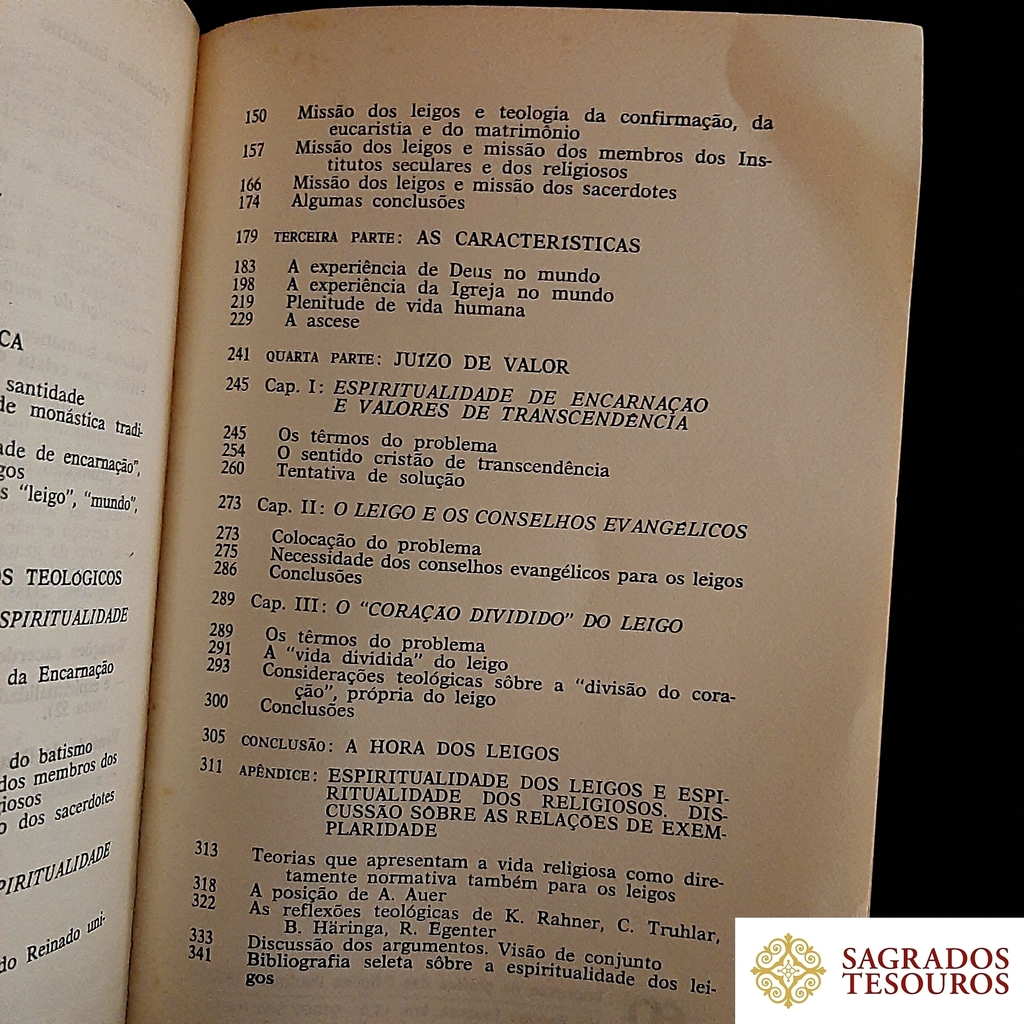 CA
santidade
de monástica tradi-
ade de encarnação",
gos
s "leigo", "mundo",
OS TEOLÓGICOS
SPIRITUALIDADE
da Encarnação
do batismo
dos membros dos
giosos
o dos sacerdotes
PIRITUALIDADE
do Reinado uni-
150 Missão dos leigos e teologia da confirmação, da
eucaristia e do matrimônio
157 Missão dos leigos e missão dos membros dos Ins-
titutos seculares e dos religiosos
166 Missão dos leigos e missão dos sacerdotes
174 Algumas conclusões
179 TERCEIRA PARTE: AS CARACTERÍSTICAS
183 A experiência de Deus no mundo
198 A experiência da Igreja no mundo
219 Plenitude de vida humana
229 A ascese
241 QUARTA PARTE: JUÍZO DE VALOR
245 Cap. I: ESPIRITUALIDADE DE ENCARNAÇÃO
E VALORES DE TRANSCENDÊNCIA
245 Os têrmos do problema
254 O sentido cristão de transcendência
260 Tentativa de solução
273 Cap. II: O LEIGO E OS CONSELHOS EVANGÉLICOS
273 Colocação do problema
275 Necessidade dos conselhos evangélicos para os leigos
286 Conclusões
289 Cap. III: O "CORAÇÃO DIVIDIDO" DO LEIGO
289 Os têrmos do problema
291 A "vida dividida" do leigo
293 Considerações teológicas sôbre a "divisão do cora-
ção", própria do leigo
300 Conclusões
305 CONCLUSÃO: A HORA DOS LEIGOS
311 APÊNDICE: ESPIRITUALIDADE DOS LEIGOS E ESPI-
RITUALIDADE DOS RELIGIOSOS. DIS-
CUSSÃO SÔBRE AS RELAÇÕES DE EXEM-
PLARIDADE
313 Teorias que apresentam a vida religiosa como dire-
tamente normativa também para os leigos
318 A posição de A. Auer
322 As reflexões teológicas de K. Rahner, C. Truhlar,
B. Häringa, R. Egenter
333 Discussão dos argumentos. Visão de conjunto
341 Bibliografia seleta sôbre a espiritualidade dos lei-
gos
SAGRADOS
TESOUROS